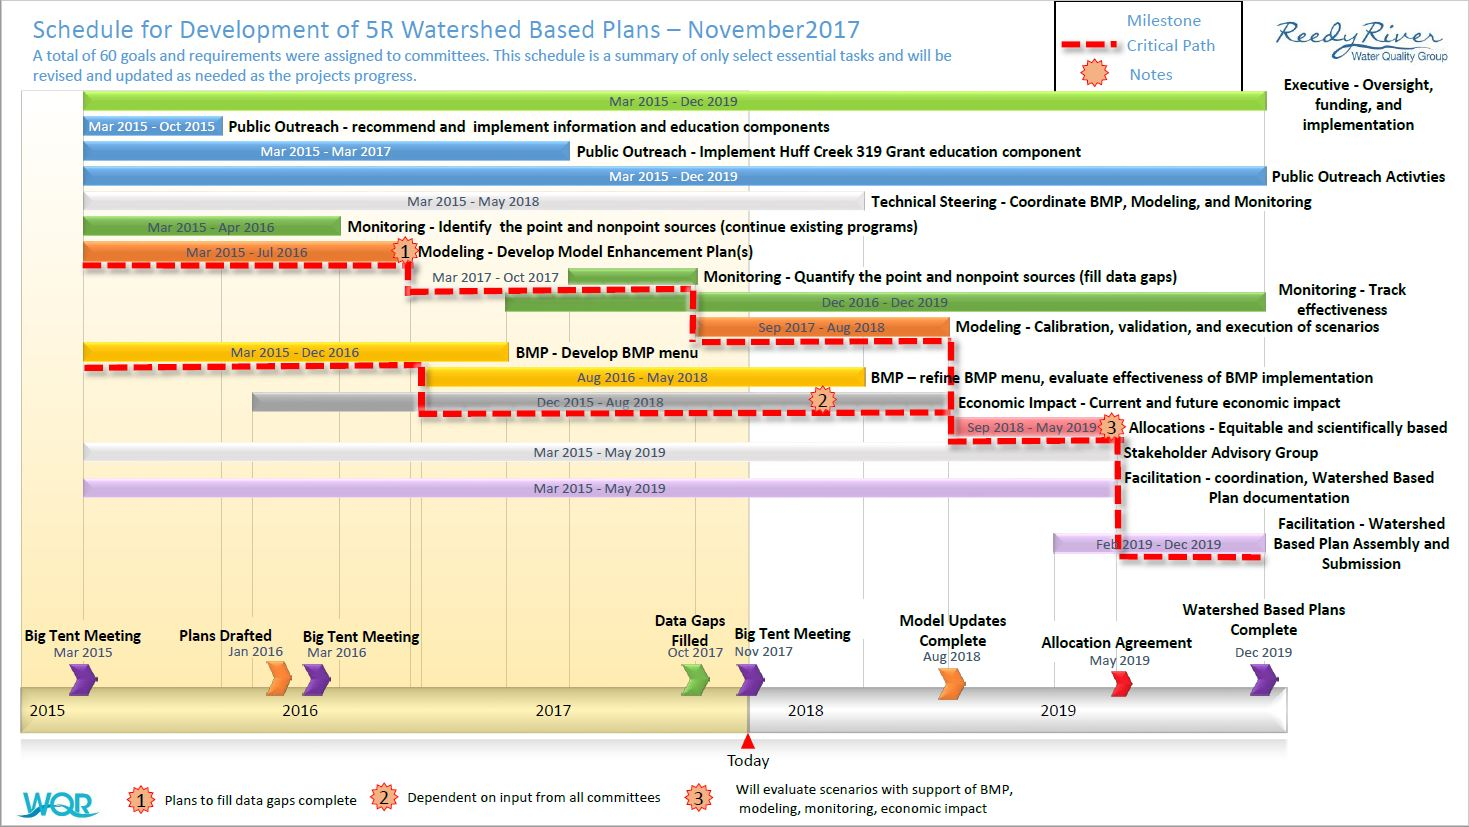 Schedule for Development of 5R Watershed Based Plans – November2017
A total of 60 goals and requirements were assigned to committees. This schedule is a summary of only select essential tasks and will be
revised and updated as needed as the projects progress.
Milestone
Critical Path
Notes
ReedyRiver
Water Quality Group
Mar 2015 - Dec 2019
Executive - Oversight,
funding, and
implementation
Mar 2015 - Oct 2015
Public Outreach - recommend and implement information and education components
Mar 2015 - Mar 2017
Public Outreach - Implement Huff Creek 319 Grant education component
Mar 2015 - Dec 2019
Public Outreach Activties
Mar 2015 - May 2018
Technical Steering - Coordinate BMP, Modeling, and Monitoring
Mar 2015 - Apr 2016
Monitoring - Identify the point and nonpoint sources (continue existing programs)
Mar 2015 - Jul 2016
1
Modeling - Develop Model Enhancement Plan(s)
Mar 2017 - Oct 2017
Monitoring - Quantify the point and nonpoint sources (fill data gaps)
Dec 2016 - Dec 2019
Monitoring - Track
effectiveness
Sep 2017 - Aug 2018
Modeling - Calibration, validation, and execution of scenarios
Mar 2015 - Dec 2016
BMP - Develop BMP menu
Aug 2016 - May 2018
BMP – refine BMP menu, evaluate effectiveness of BMP implementation
Dec 2015 - Aug 2018
2
Economic Impact - Current and future economic impact
Sep 2018 - May 2019
3
Allocations - Equitable and scientifically based
Mar 2015 - May 2019
Stakeholder Advisory Group
Mar 2015 - May 2019
Facilitation - coordination, Watershed Based
Plan documentation
Feb 2019 - Dec 2019
Facilitation - Watershed
Based Plan Assembly and
Submission
Big Tent Meeting
Mar 2015
Plans Drafted
Jan 2016
Big Tent Meeting
Mar 2016
Data Gaps
Filled
Oct 2017
Big Tent Meeting
Nov 2017
Model Updates
Complete
Aug 2018
Allocation Agreement
May 2019
Watershed Based Plans
Complete
Dec 2019
2015
2016
2017
2018
2019
Today
WQR
1
Plans to fill data gaps complete
2
Dependent on input from all committees
3
Will evaluate scenarios with support of BMP,
modeling, monitoring, economic impact